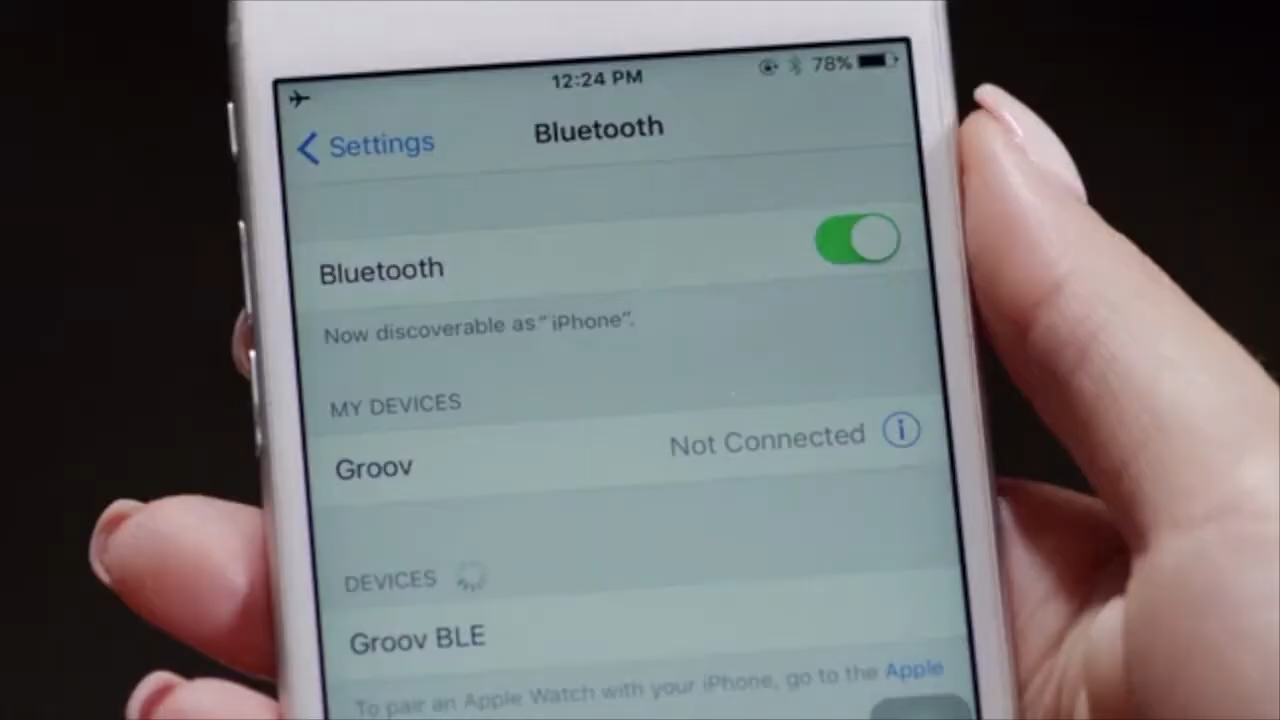 12:24 PM
78%
Settings
Bluetooth
Bluetooth
Now discoverable as “iPhone”.
MY DEVICES
Groov
Not Connected
DEVICES
Groov BLE
To pair an Apple Watch with your iPhone, go to the Apple